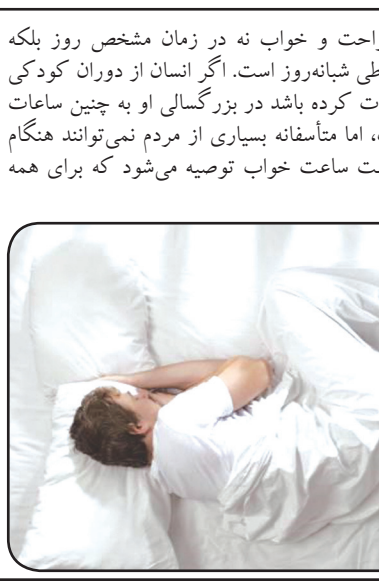 راحت و خواب نه در زمان مشخص روز بلکه
طی شبانه‌روز است. اگر انسان از دوران کودکی
ت کرده باشد در بزرگسالی او به چنین ساعات
ه، اما متأسفانه بسیاری از مردم نمی‌توانند هنگام
ت ساعت خواب توصیه می‌شود که برای همه